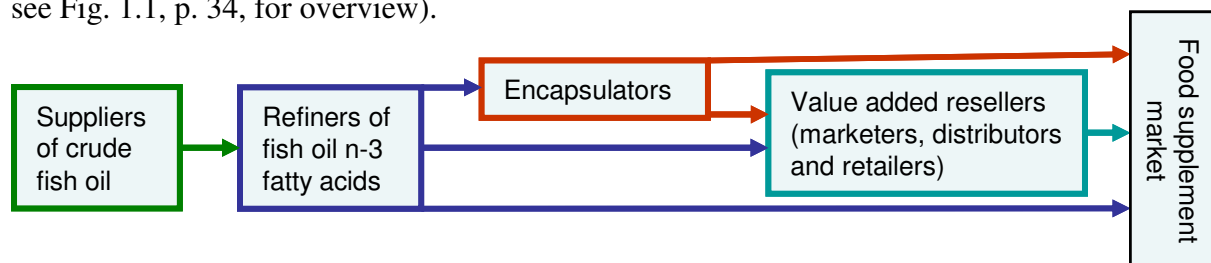 see Fig. 1.1, p. 34, for overview).
Suppliers
of crude
fish oil
Refiners of
fish oil n-3
fatty acids
Encapsulators
Value added resellers
(marketers, distributors
and retailers)
Food supplement
market